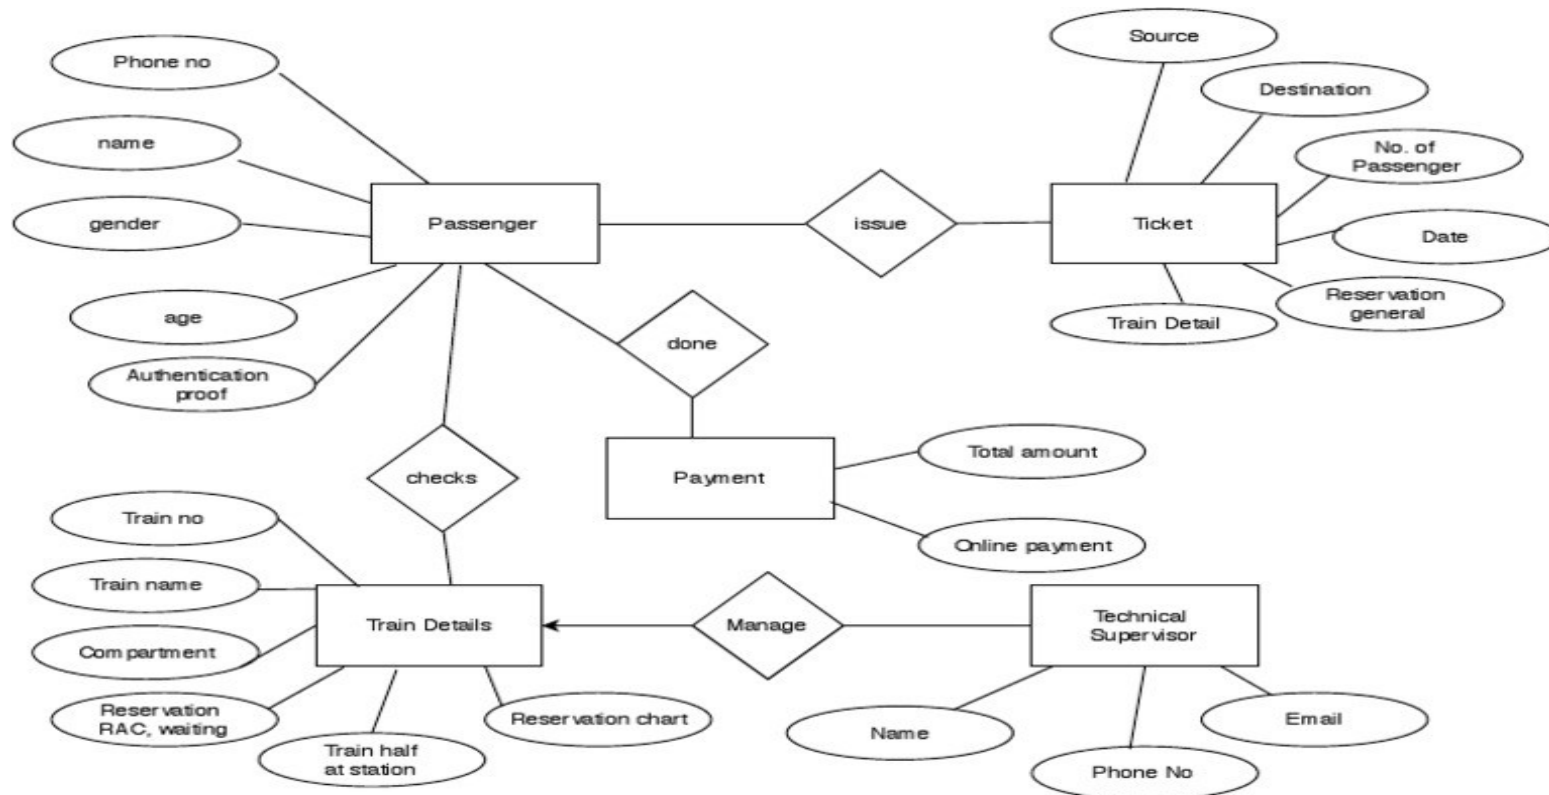 Source
Phone no
Destination
name
No. of
Passenger
gender
Passenger
issue
Ticket
Date
age
Train Detail
Reservation
general
done
Authentication
proof
checks
Payment
Total amount
Train no
Online payment
Train name
Train Details
Manage
Technical
Supervisor
Compartment
Reservation
RAC, waiting
Reservation chart
Train half
at station
Name
Email
Phone No